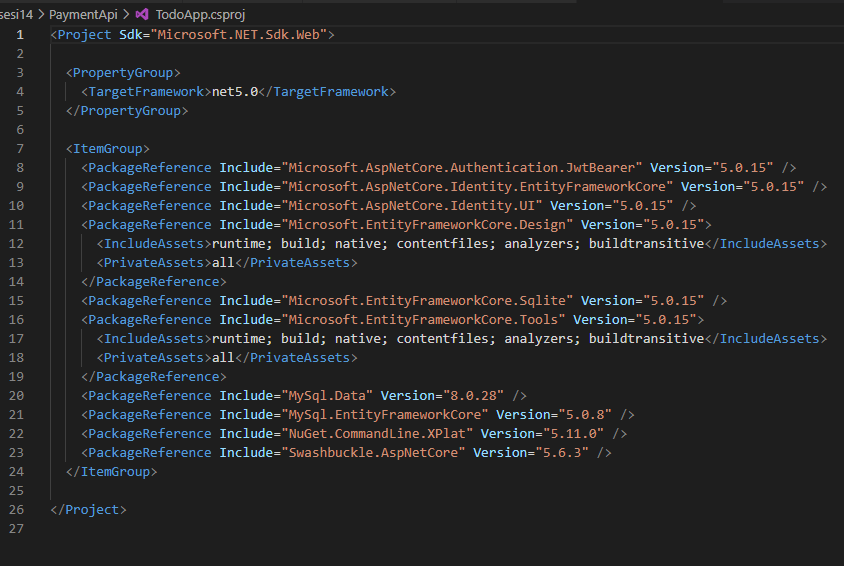 sesi14 > PaymentApi > TodoApp.csproj
1 <Project Sdk="Microsoft.NET.Sdk.Web">
2
3 <PropertyGroup>
4 <TargetFramework>net5.0</TargetFramework>
5 </PropertyGroup>
6
7 <ItemGroup>
8 <PackageReference Include="Microsoft.AspNetCore.Authentication.JwtBearer" Version="5.0.15" />
9 <PackageReference Include="Microsoft.AspNetCore.Identity.EntityFrameworkCore" Version="5.0.15" />
10 <PackageReference Include="Microsoft.AspNetCore.Identity.UI" Version="5.0.15" />
11 <PackageReference Include="Microsoft.EntityFrameworkCore.Design" Version="5.0.15">
12 <IncludeAssets>runtime; build; native; contentfiles; analyzers; buildtransitive</IncludeAssets>
13 <PrivateAssets>all</PrivateAssets>
14 </PackageReference>
15 <PackageReference Include="Microsoft.EntityFrameworkCore.Sqlite" Version="5.0.15" />
16 <PackageReference Include="Microsoft.EntityFrameworkCore.Tools" Version="5.0.15">
17 <IncludeAssets>runtime; build; native; contentfiles; analyzers; buildtransitive</IncludeAssets>
18 <PrivateAssets>all</PrivateAssets>
19 </PackageReference>
20 <PackageReference Include="MySql.Data" Version="8.0.28" />
21 <PackageReference Include="MySql.EntityFrameworkCore" Version="5.0.8" />
22 <PackageReference Include="NuGet.CommandLine.XPlat" Version="5.11.0" />
23 <PackageReference Include="Swashbuckle.AspNetCore" Version="5.6.3" />
24 </ItemGroup>
25
26 </Project>
27